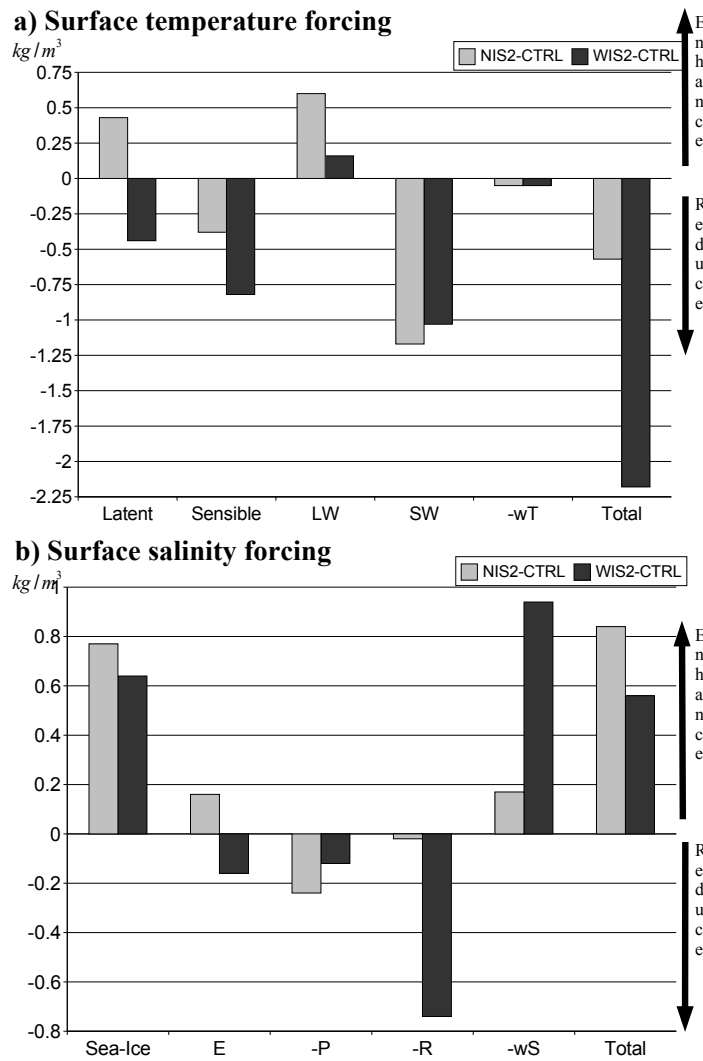 a) Surface temperature forcing
kg/m³
NIS2-CTRL WIS2-CTRL
0.75
0.5
0.25
0
-0.25
-0.5
-0.75
-1
-1.25
-1.5
-1.75
-2
-2.25
Latent Sensible LW SW -wT Total
E
n
h
a
n
c
e
R
e
d
u
c
e
b) Surface salinity forcing
kg/m³
NIS2-CTRL WIS2-CTRL
1
0.8
0.6
0.4
0.2
0
-0.2
-0.4
-0.6
-0.8
Sea-Ice E -P -R -wS Total
E
n
h
a
n
c
e
R
e
d
u
c
e